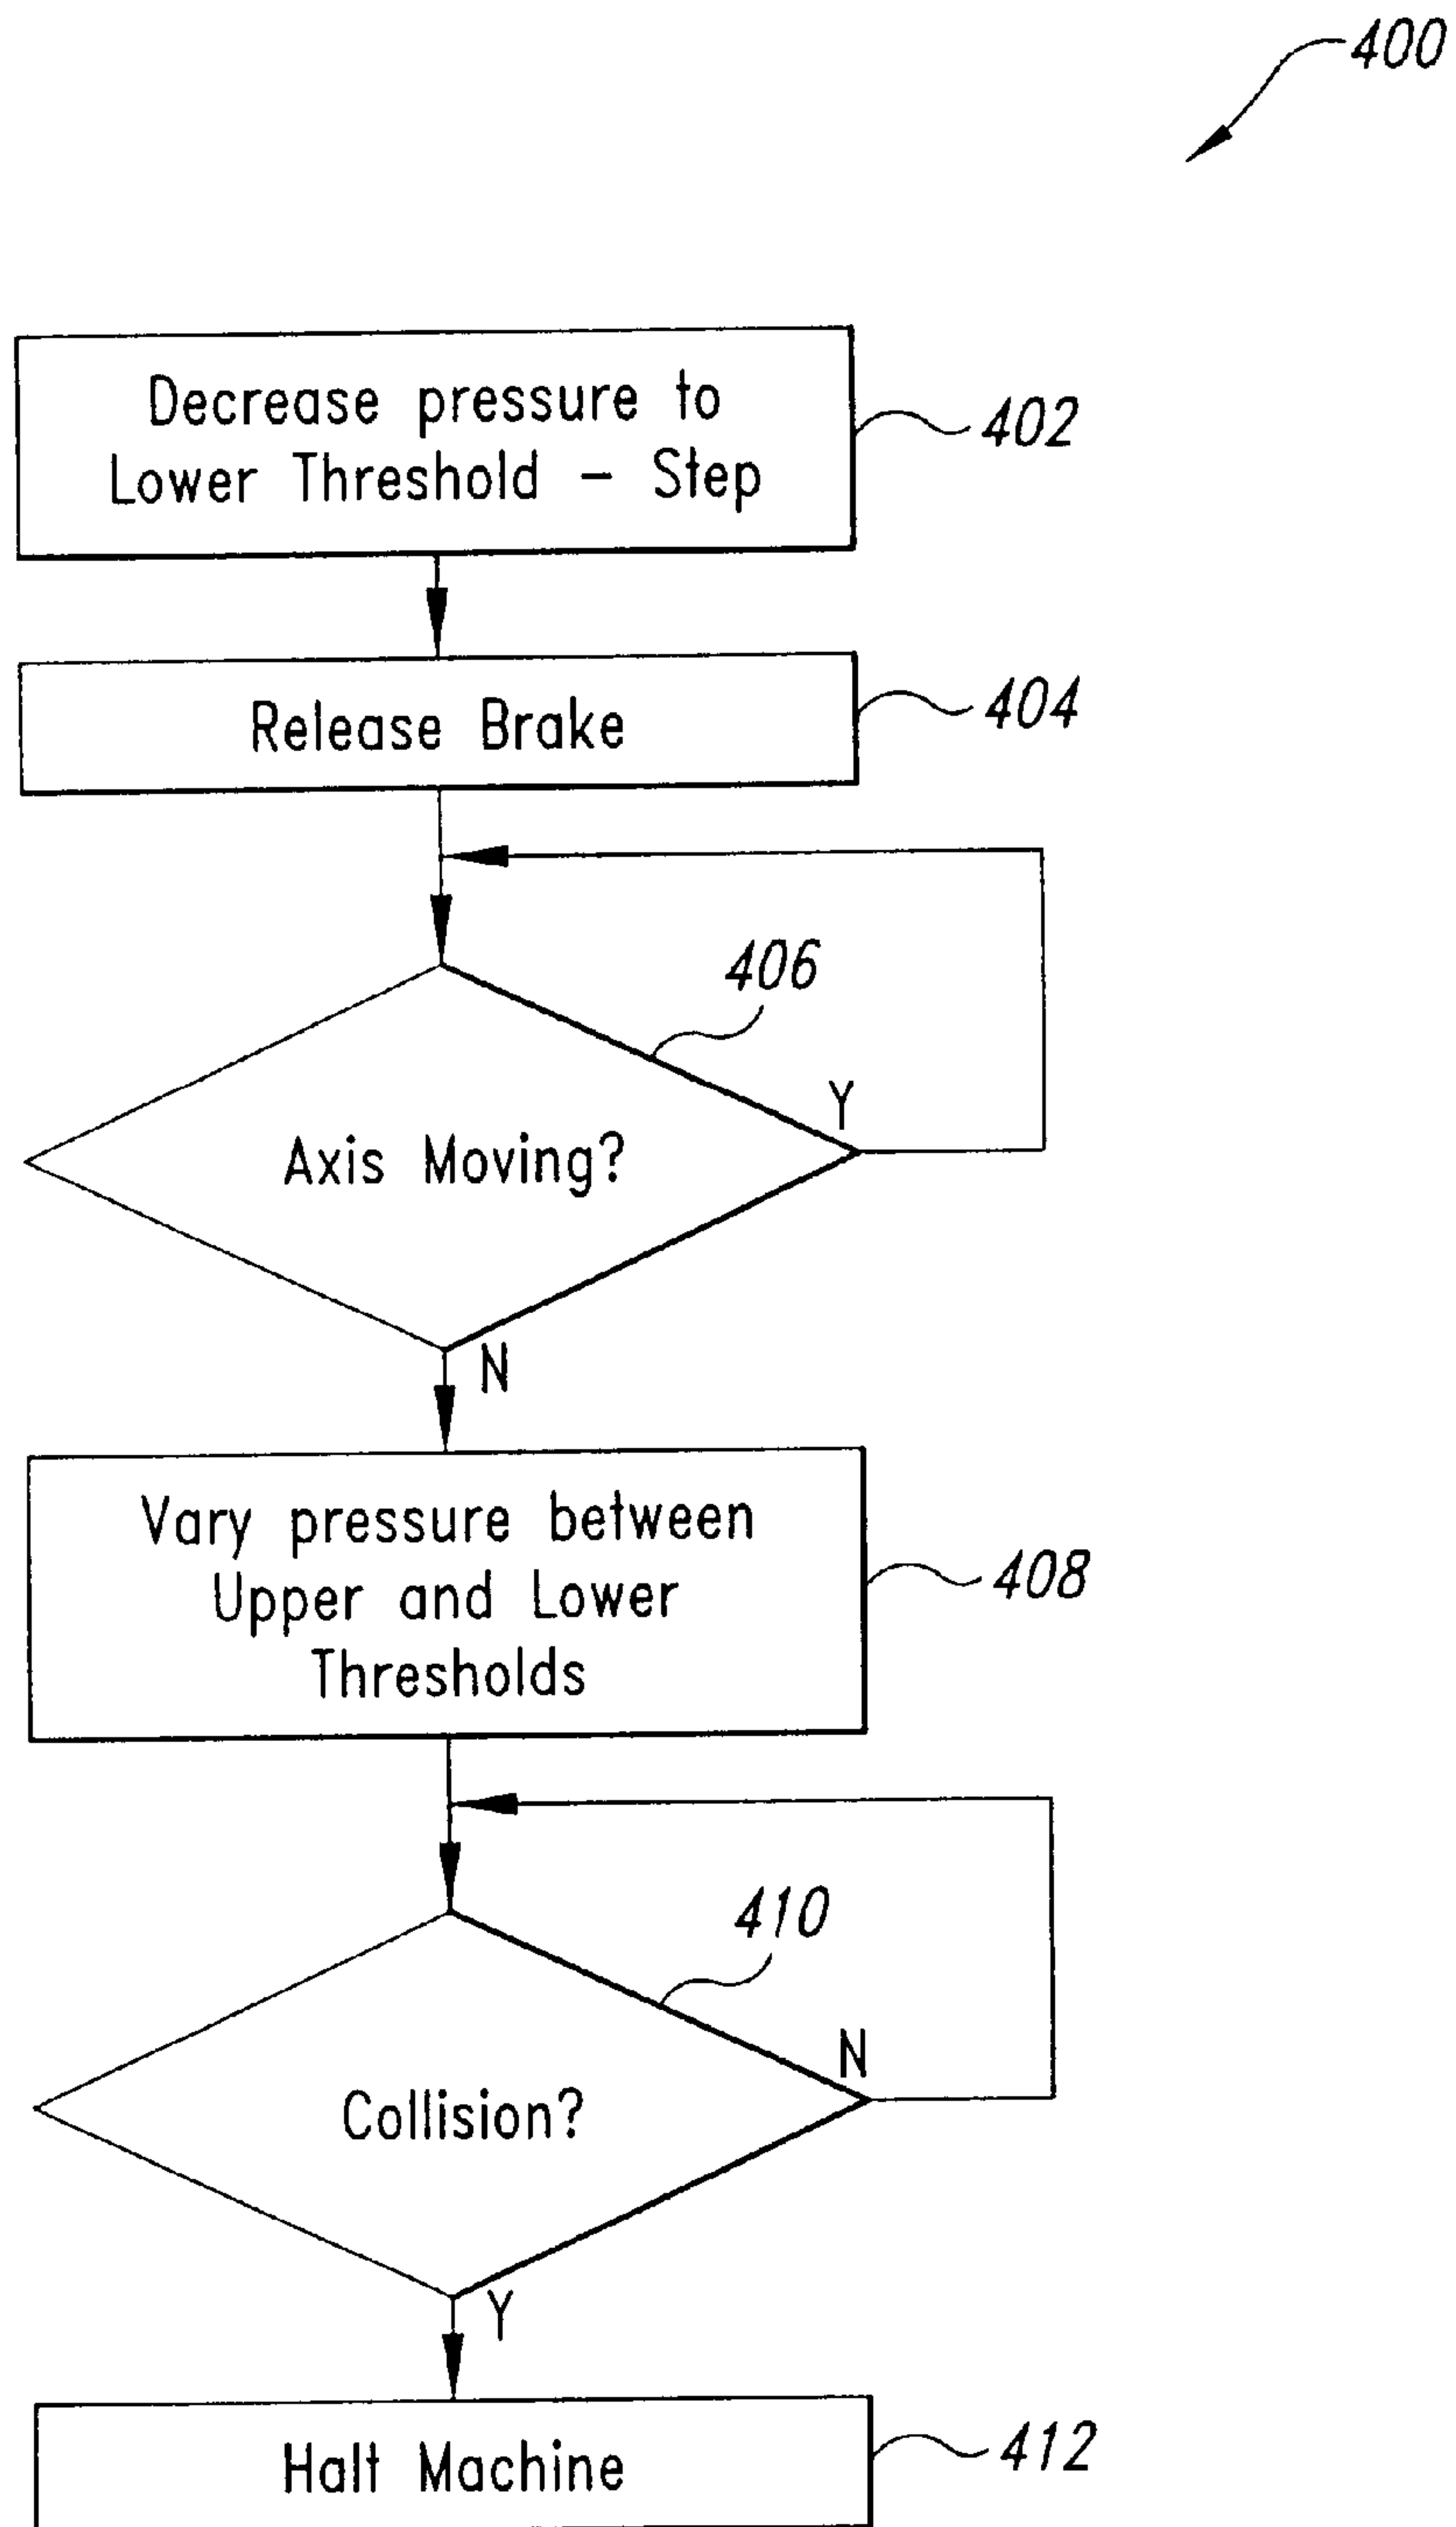 400
Decrease pressure to
Lower Threshold – Step
402
Release Brake
404
406
Y
Axis Moving?
N
Vary pressure between
Upper and Lower
Thresholds
408
410
N
Collision?
Y
Halt Machine
412